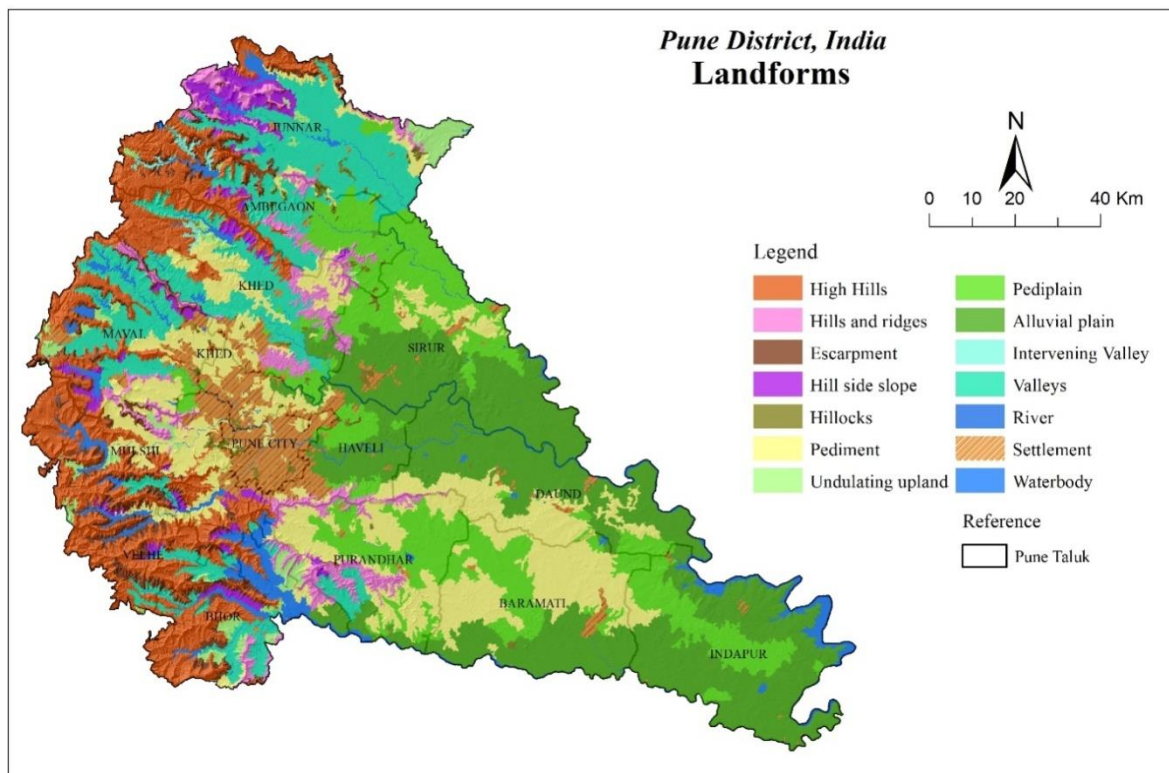 Pune District, India
Landforms
N
0 10 20 40 Km
Legend
High Hills
Hills and ridges
Escarpment
Hill side slope
Hillocks
Pediment
Undulating upland
Pediplain
Alluvial plain
Intervening Valley
Valleys
River
Settlement
Waterbody
Reference
Pune Taluk
JUNNAR
AMBEGAON
KHED
MAVAL
KHED
SIRUR
PUNE CITY
HAVELI
MULSHI
DAUND
VELHE
PURANDHAR
BARAMATI
BHOR
INDAPUR